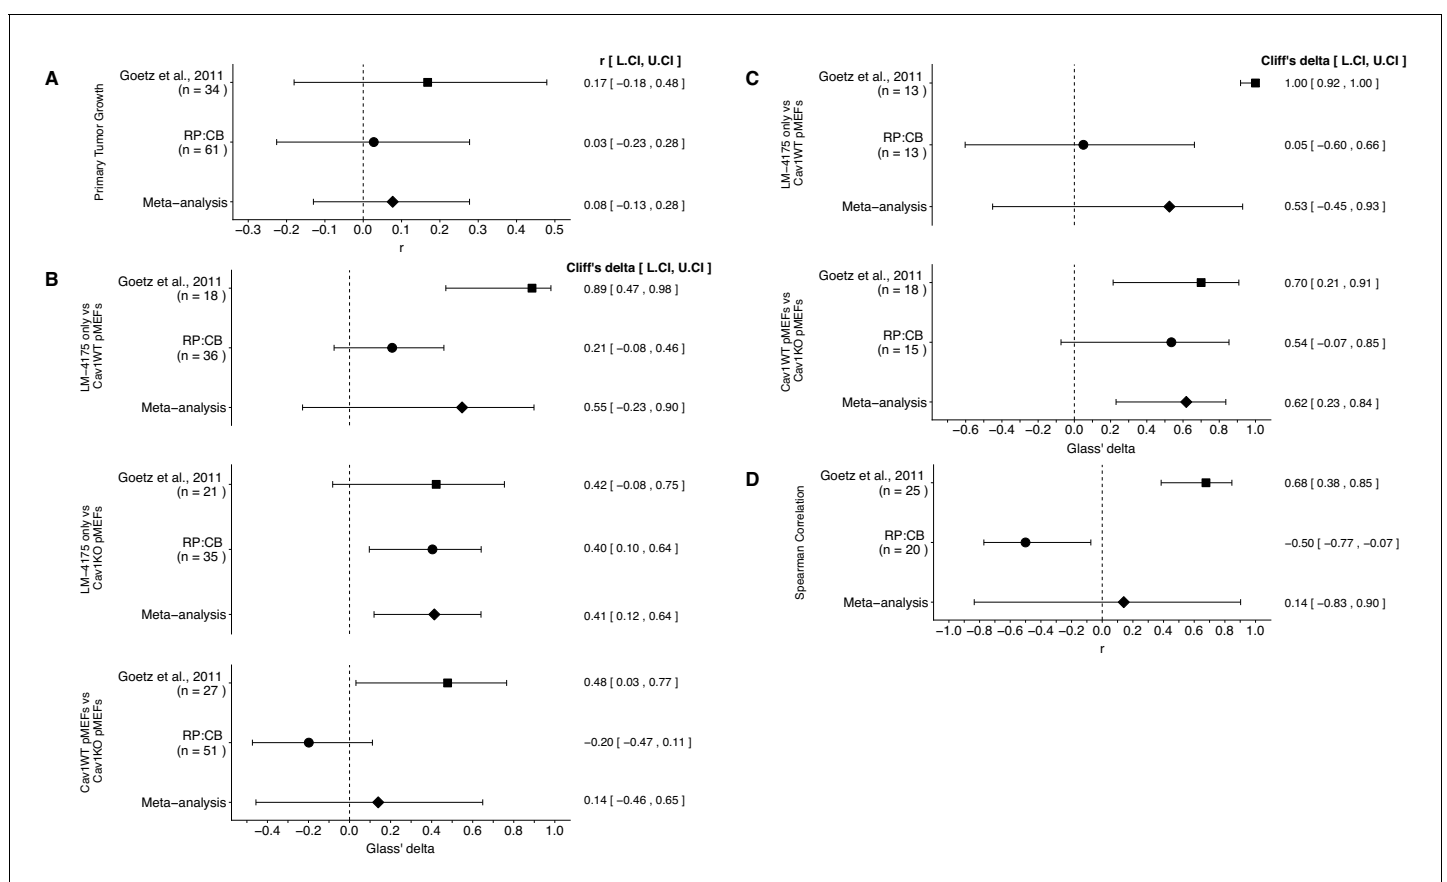 A
r [ L.CI, U.CI ]
Primary Tumor Growth
Goetz et al., 2011
(n = 34 )
0.17 [ −0.18 , 0.48 ]
RP:CB
(n = 61 )
0.03 [ −0.23 , 0.28 ]
Meta−analysis
0.08 [ −0.13 , 0.28 ]
−0.3 −0.2 −0.1 0.0 0.1 0.2 0.3 0.4 0.5
r
B
Cliff's delta [ L.CI, U.CI ]
LM−4175 only vs
Cav1WT pMEFs
Goetz et al., 2011
(n = 18 )
0.89 [ 0.47 , 0.98 ]
RP:CB
(n = 36 )
0.21 [ −0.08 , 0.46 ]
Meta−analysis
0.55 [ −0.23 , 0.90 ]
LM−4175 only vs
Cav1KO pMEFs
Goetz et al., 2011
(n = 21 )
0.42 [ −0.08 , 0.75 ]
RP:CB
(n = 35 )
0.40 [ 0.10 , 0.64 ]
Meta−analysis
0.41 [ 0.12 , 0.64 ]
Cav1WT pMEFs vs
Cav1KO pMEFs
Goetz et al., 2011
(n = 27 )
0.48 [ 0.03 , 0.77 ]
RP:CB
(n = 51 )
−0.20 [ −0.47 , 0.11 ]
Meta−analysis
0.14 [ −0.46 , 0.65 ]
−0.4 −0.2 0.0 0.2 0.4 0.6 0.8 1.0
Glass' delta
C
Cliff's delta [ L.CI, U.CI ]
LM−4175 only vs
Cav1WT pMEFs
Goetz et al., 2011
(n = 13 )
1.00 [ 0.92 , 1.00 ]
RP:CB
(n = 13 )
0.05 [ −0.60 , 0.66 ]
Meta−analysis
0.53 [ −0.45 , 0.93 ]
Cav1WT pMEFs vs
Cav1KO pMEFs
Goetz et al., 2011
(n = 18 )
0.70 [ 0.21 , 0.91 ]
RP:CB
(n = 15 )
0.54 [ −0.07 , 0.85 ]
Meta−analysis
0.62 [ 0.23 , 0.84 ]
−0.6 −0.4 −0.2 0.0 0.2 0.4 0.6 0.8 1.0
Glass' delta
D
Spearman Correlation
Goetz et al., 2011
(n = 25 )
0.68 [ 0.38 , 0.85 ]
RP:CB
(n = 20 )
−0.50 [ −0.77 , −0.07 ]
Meta−analysis
0.14 [ −0.83 , 0.90 ]
−1.0 −0.8 −0.6 −0.4 −0.2 0.0 0.2 0.4 0.6 0.8 1.0
r